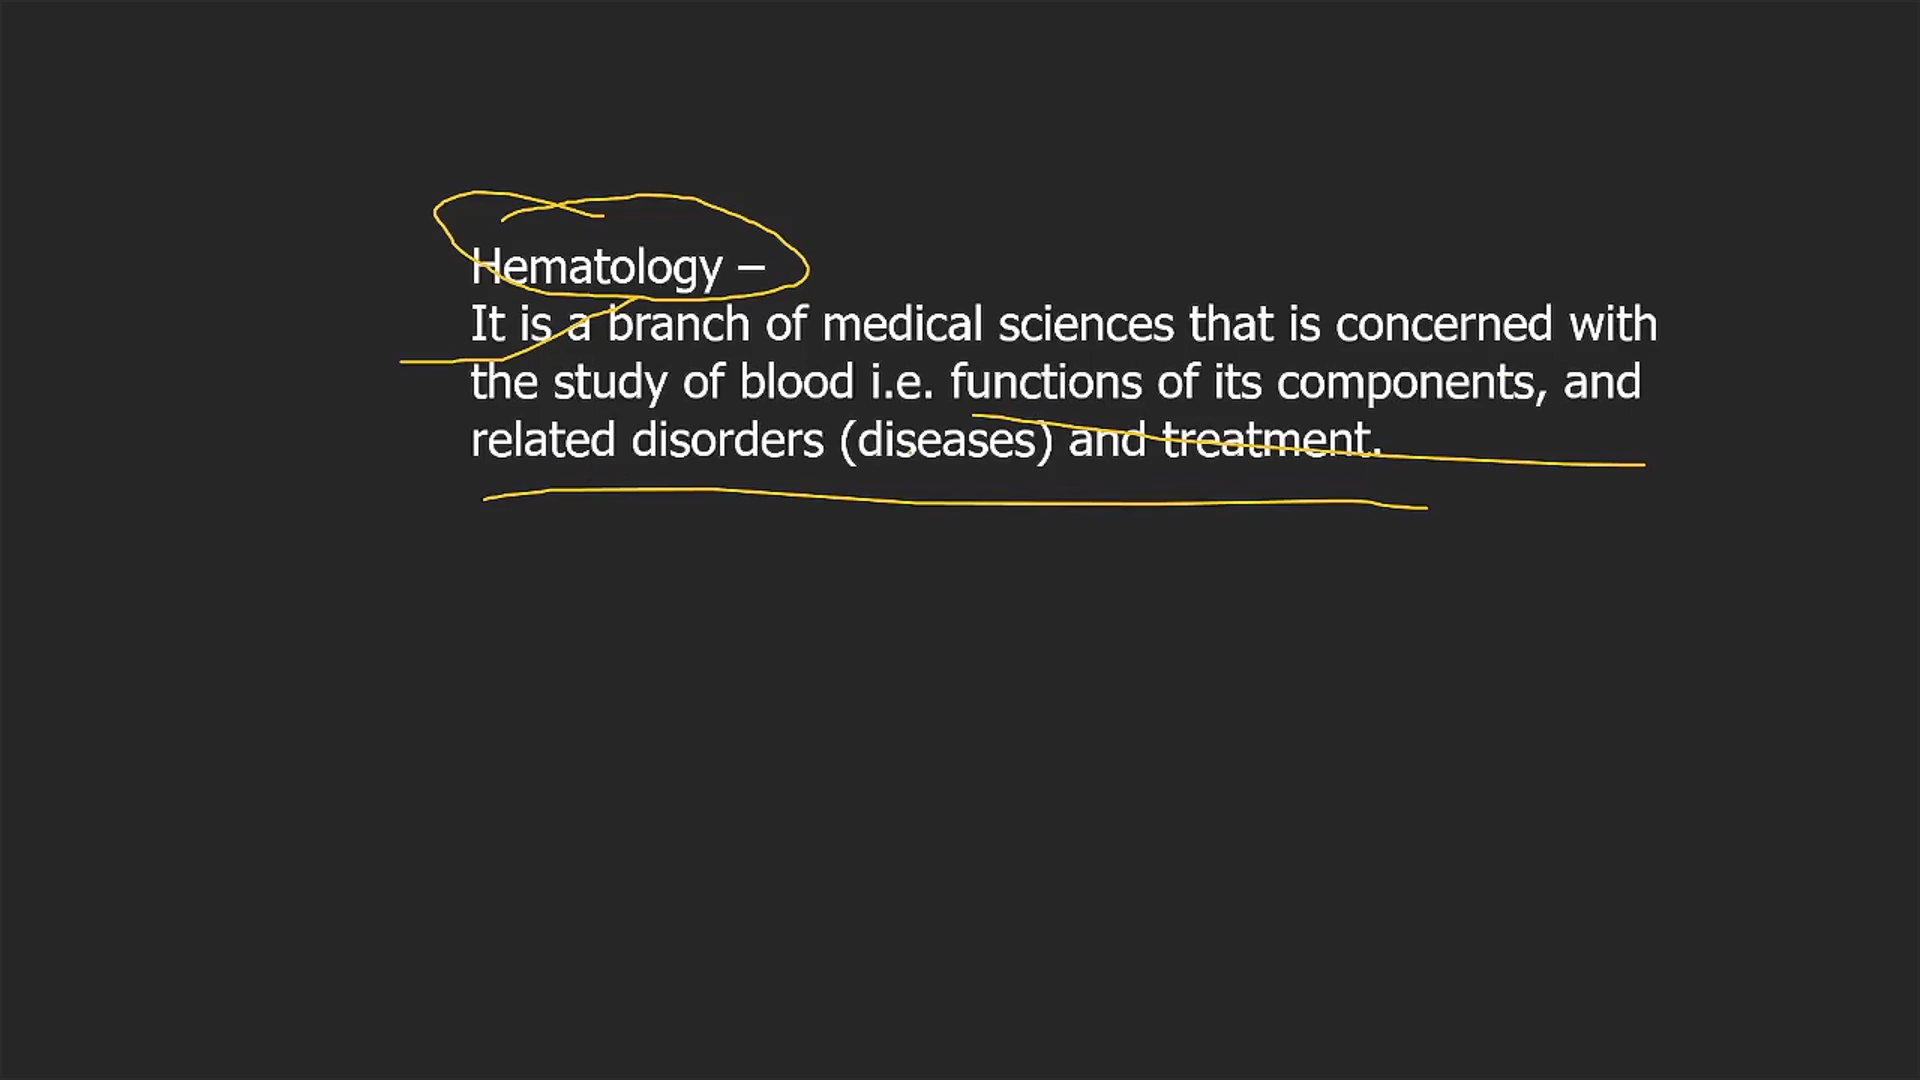 Hematology –
It is a branch of medical sciences that is concerned with
the study of blood i.e. functions of its components, and
related disorders (diseases) and treatment.